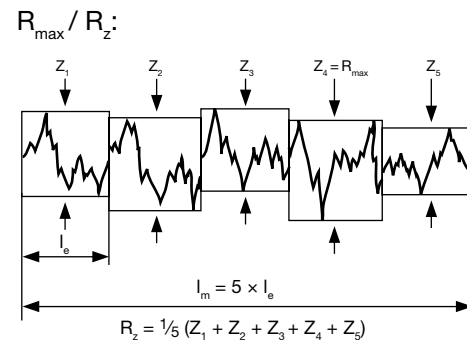 Rmax / Rz:
Z1 Z2 Z3 Z4 = Rmax Z5
le
lm = 5 × le
Rz = 1/5 (Z1 + Z2 + Z3 + Z4 + Z5)